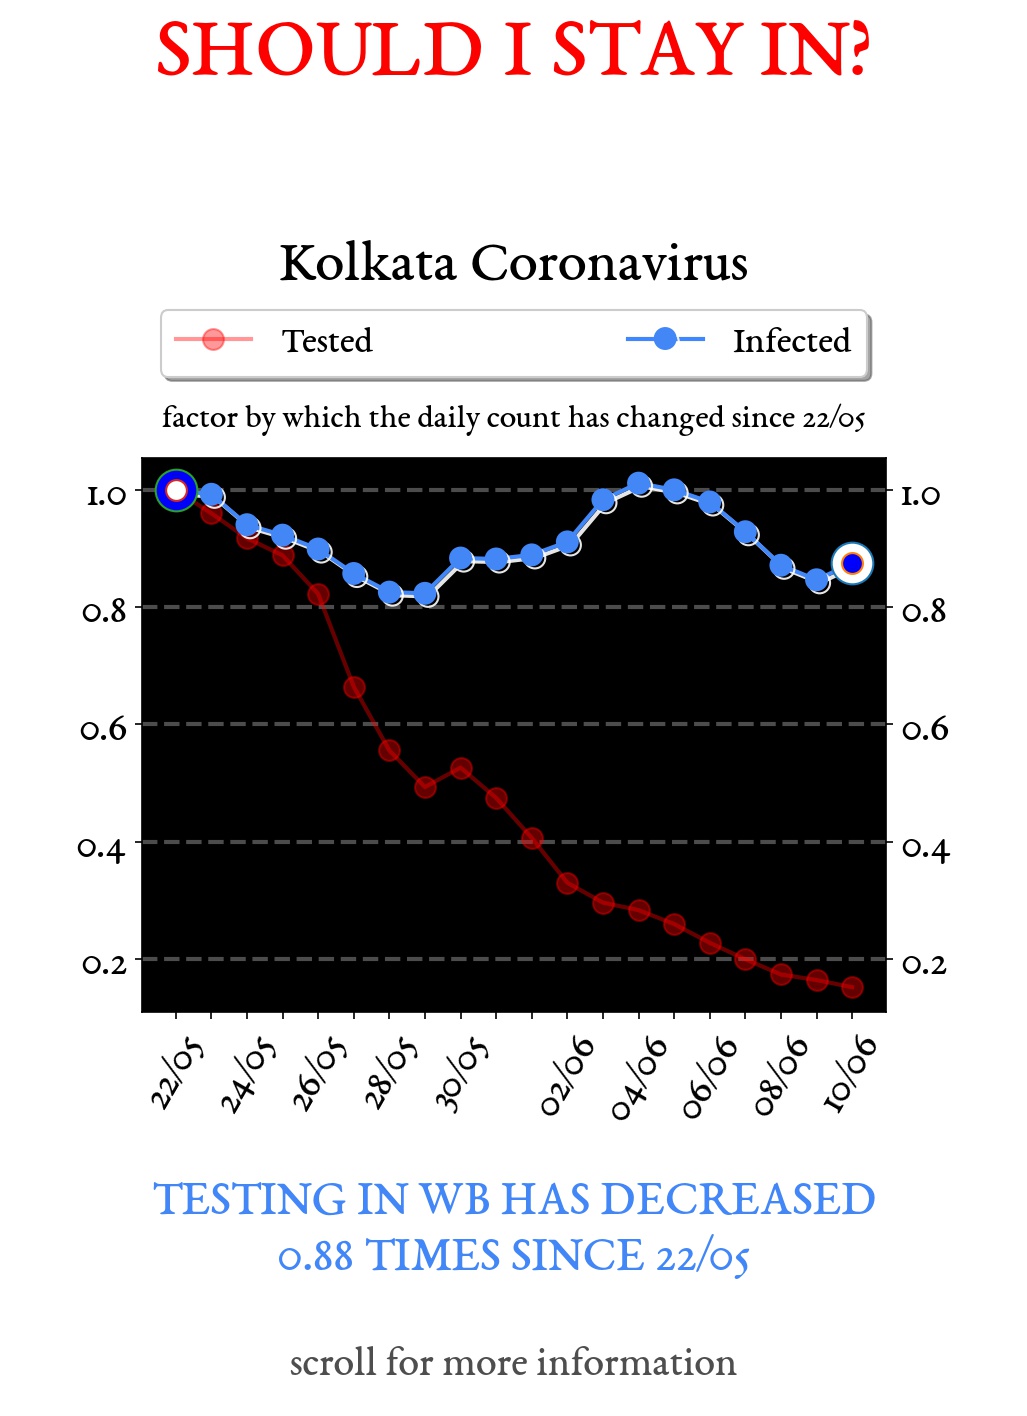 SHOULD I STAY IN?
Kolkata Coronavirus
Tested Infected
factor by which the daily count has changed since 22/05
1.0 1.0
0.8 0.8
0.6 0.6
0.4 0.4
0.2 0.2
22/05 24/05 26/05 28/05 30/05 02/06 04/06 06/06 08/06 10/06
TESTING IN WB HAS DECREASED
0.88 TIMES SINCE 22/05
scroll for more information